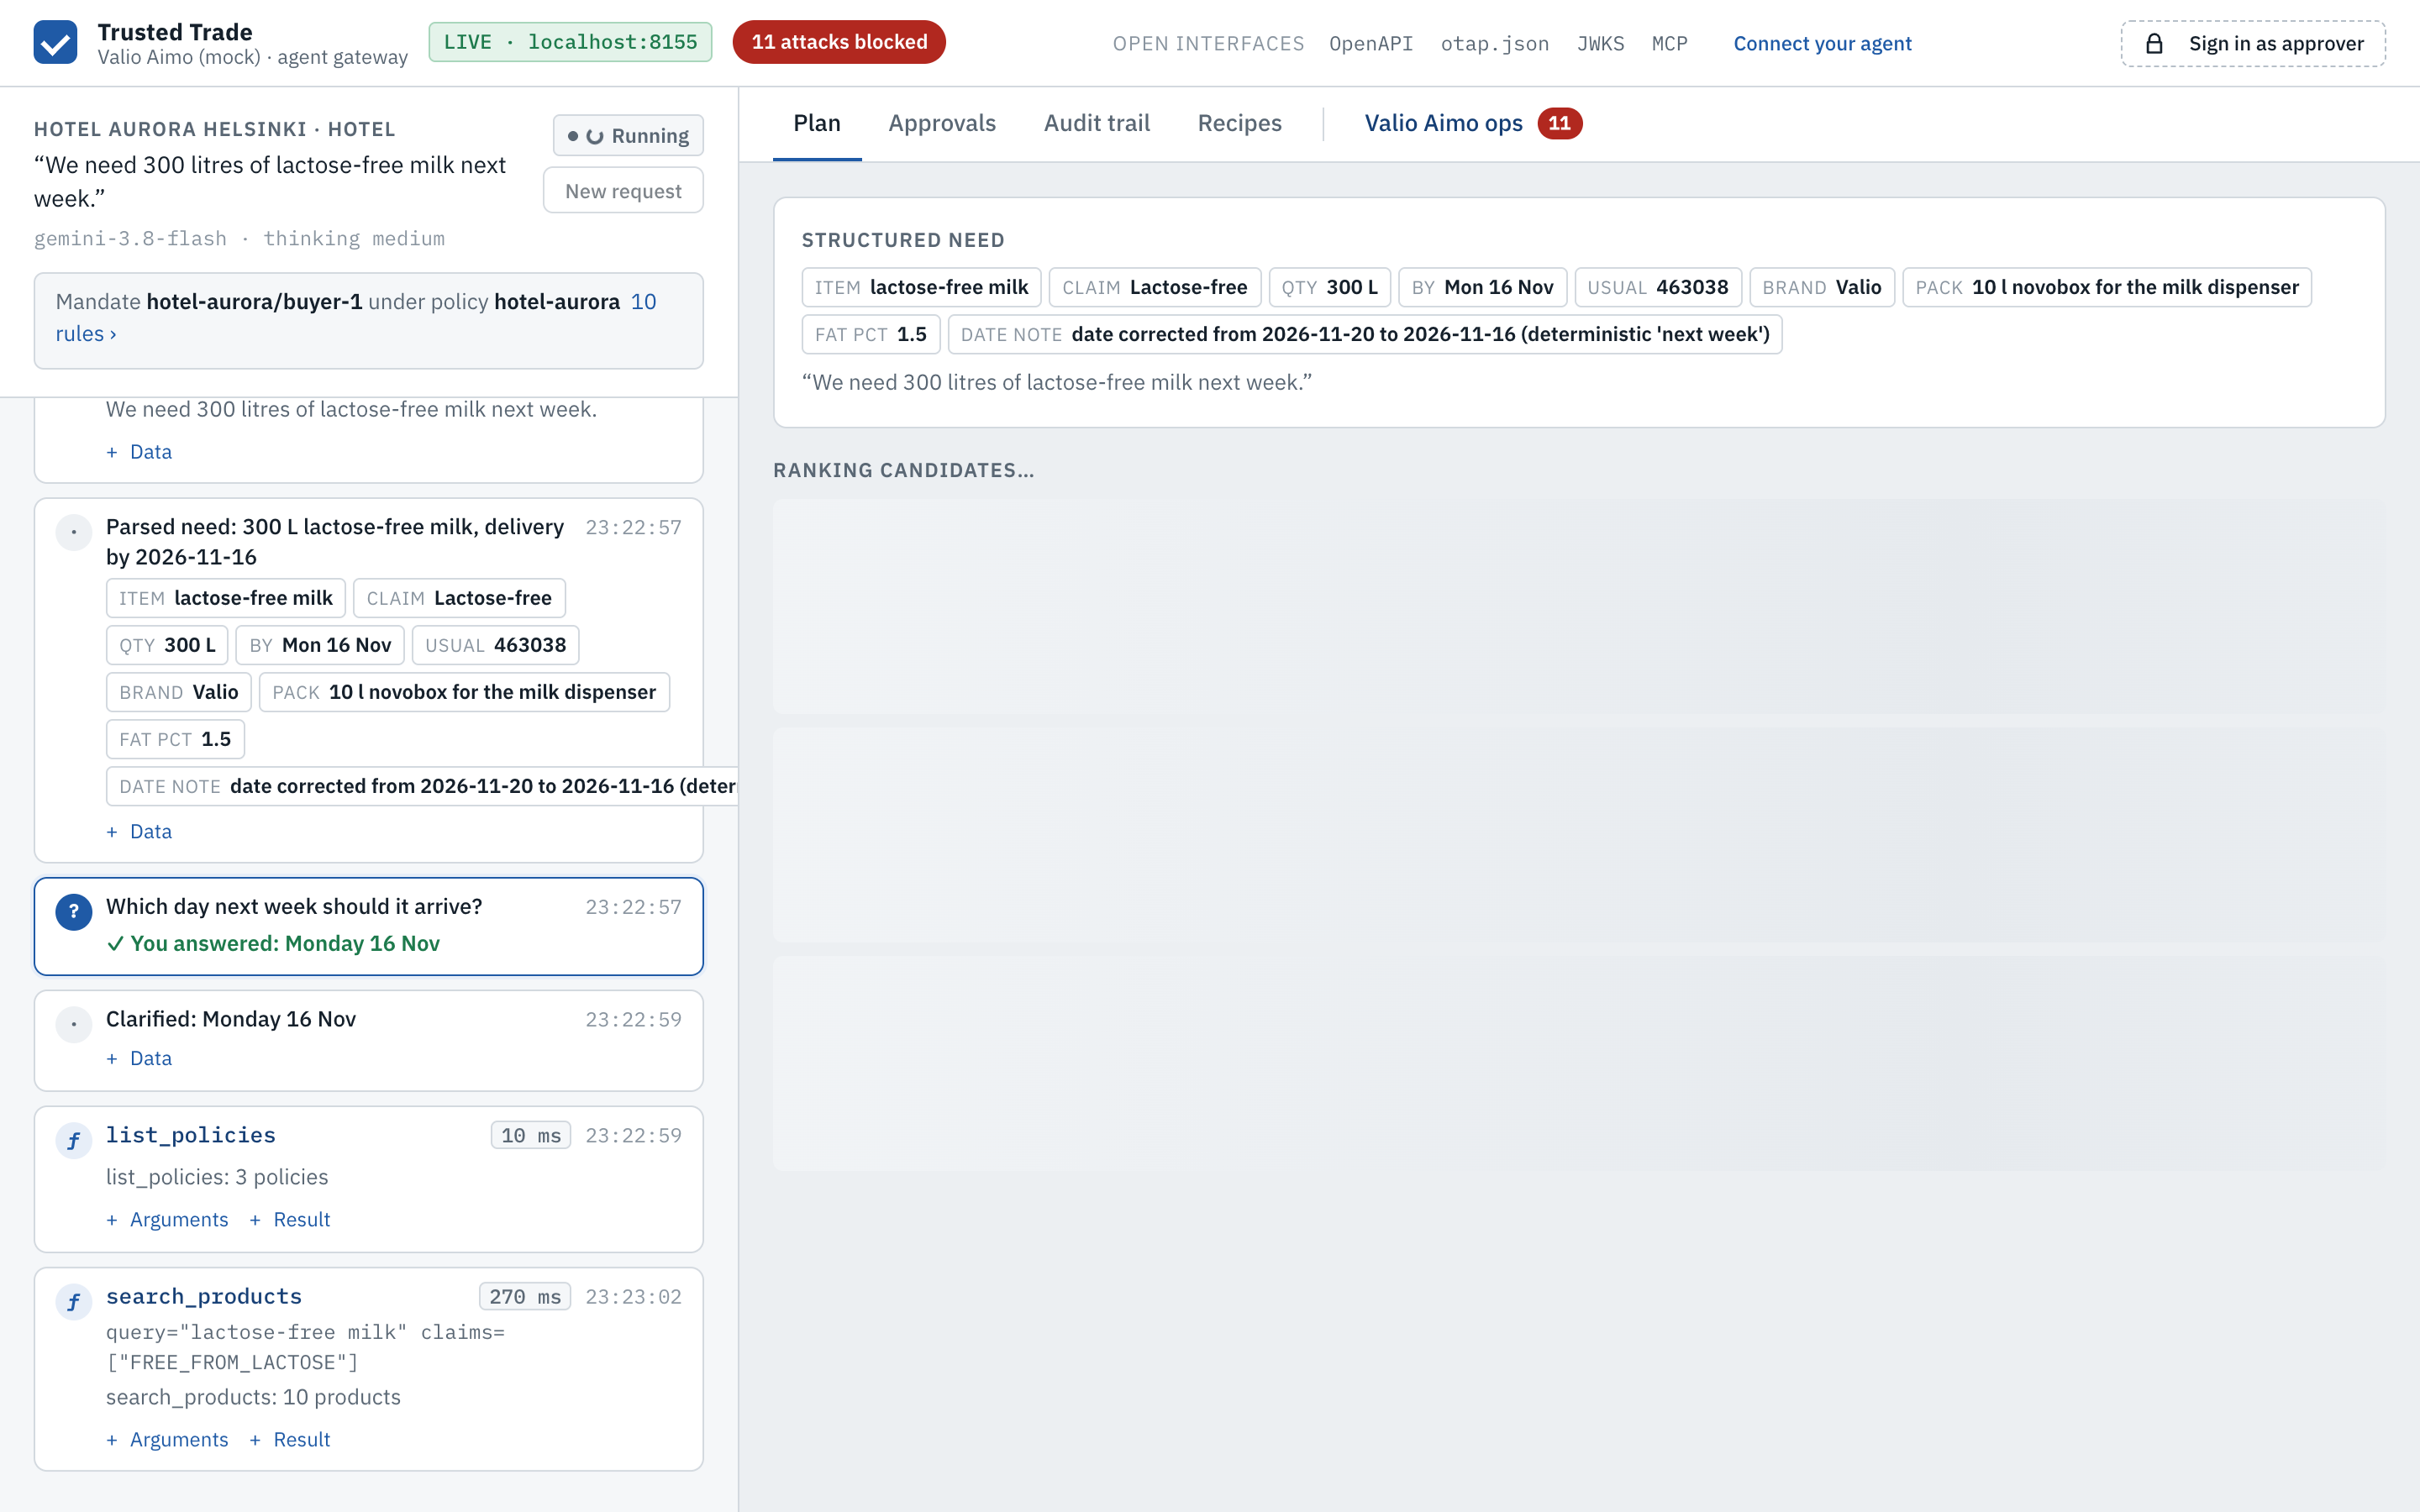 Trusted Trade
Valio Aimo (mock) · agent gateway
LIVE · localhost:8155
11 attacks blocked
OPEN INTERFACES OpenAPI otap.json JWKS MCP Connect your agent
Sign in as approver
HOTEL AURORA HELSINKI · HOTEL
Running
“We need 300 litres of lactose-free milk next
week.”
New request
gemini-3.8-flash · thinking medium
Mandate hotel-aurora/buyer-1 under policy hotel-aurora 10
rules ›
We need 300 litres of lactose-free milk next week.
+ Data
Parsed need: 300 L lactose-free milk, delivery 23:22:57
by 2026-11-16
ITEM lactose-free milk CLAIM Lactose-free
QTY 300 L BY Mon 16 Nov USUAL 463038
BRAND Valio PACK 10 l novobox for the milk dispenser
FAT PCT 1.5
DATE NOTE date corrected from 2026-11-20 to 2026-11-16 (deter
+ Data
? Which day next week should it arrive? 23:22:57
✓ You answered: Monday 16 Nov
Clarified: Monday 16 Nov 23:22:59
+ Data
ƒ list_policies 10 ms 23:22:59
list_policies: 3 policies
+ Arguments + Result
ƒ search_products 270 ms 23:23:02
query="lactose-free milk" claims=
["FREE_FROM_LACTOSE"]
search_products: 10 products
+ Arguments + Result
Plan Approvals Audit trail Recipes Valio Aimo ops 11
STRUCTURED NEED
ITEM lactose-free milk CLAIM Lactose-free QTY 300 L BY Mon 16 Nov USUAL 463038 BRAND Valio PACK 10 l novobox for the milk dispenser
FAT PCT 1.5 DATE NOTE date corrected from 2026-11-20 to 2026-11-16 (deterministic 'next week')
“We need 300 litres of lactose-free milk next week.”
RANKING CANDIDATES…